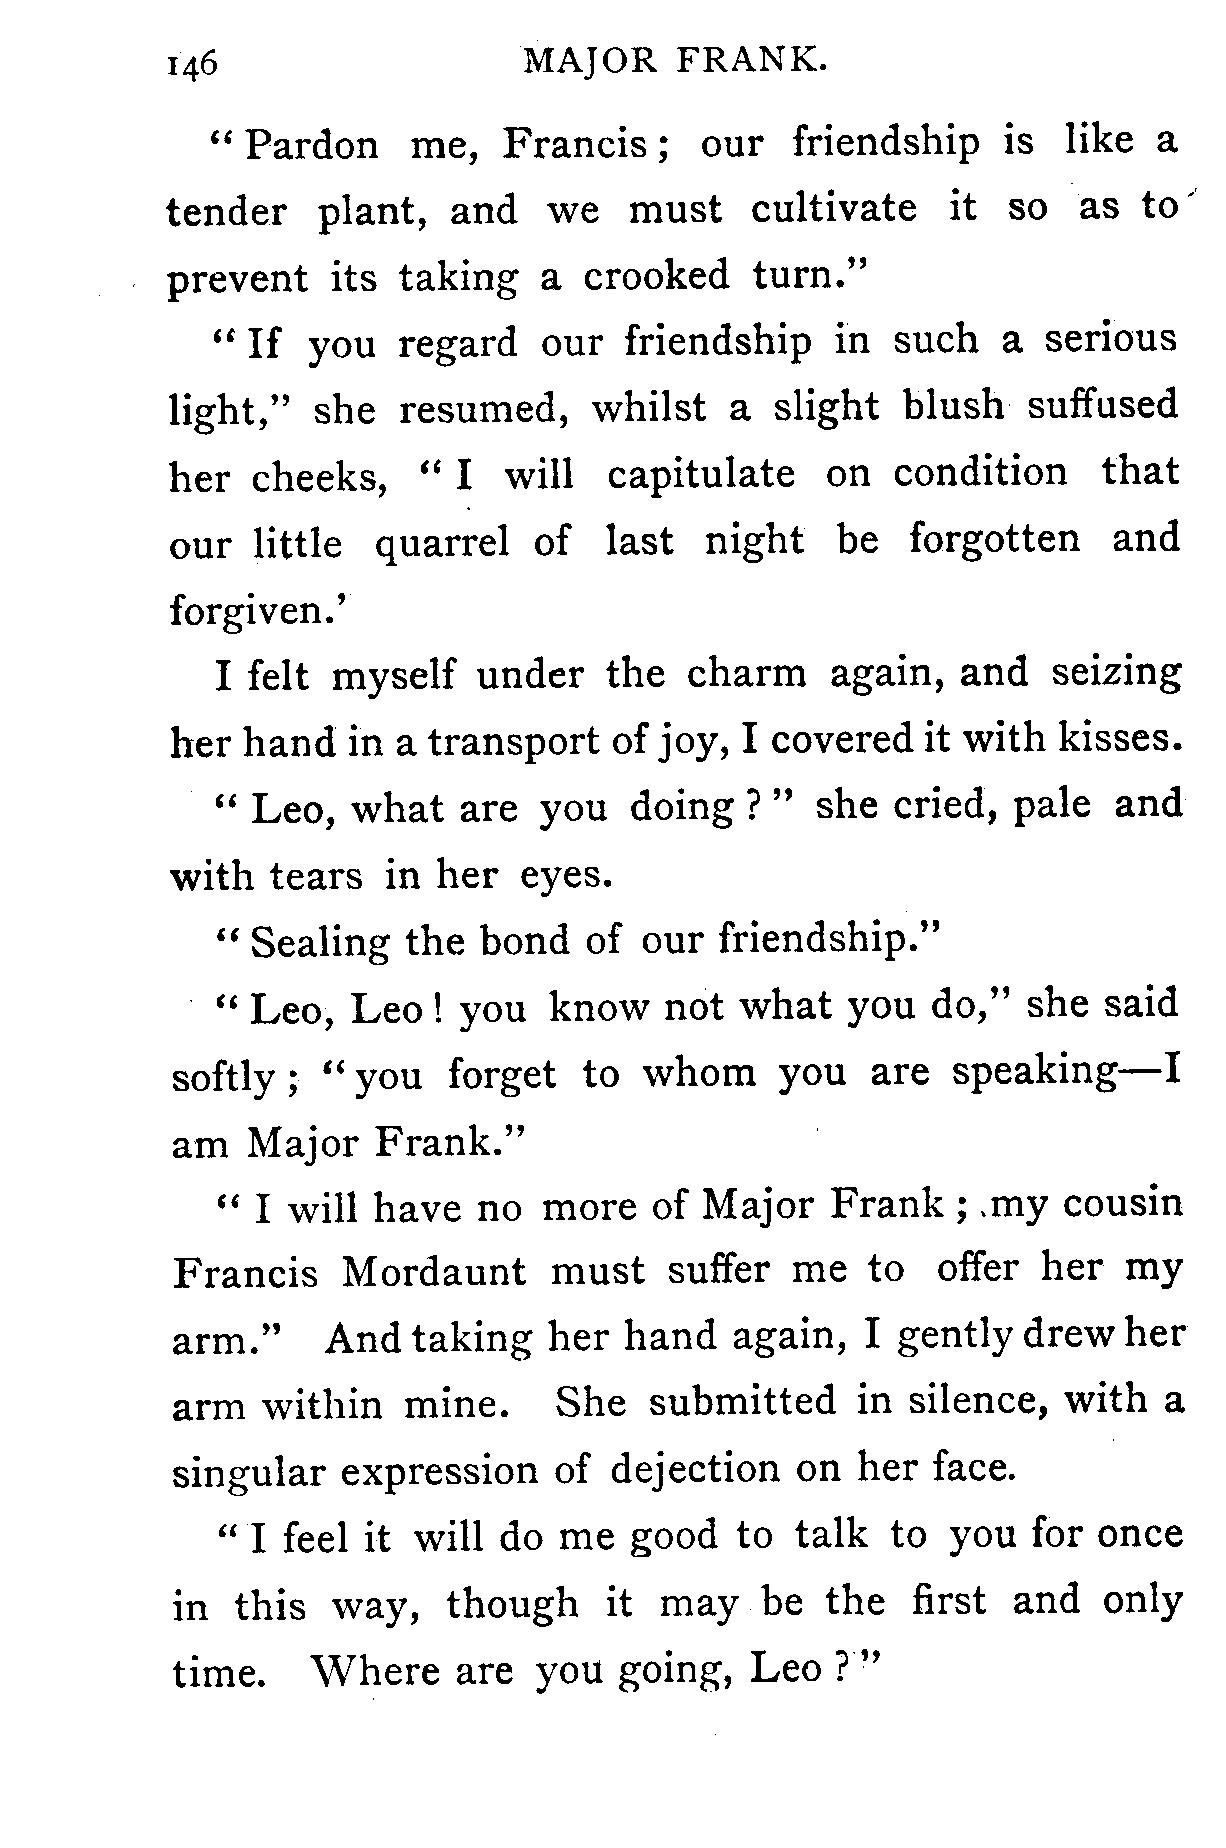 146 MAJOR FRANK.
“ Pardon me, Francis ; our friendship is like a
tender plant, and we must cultivate it so as to
prevent its taking a crooked turn.”
“ If you regard our friendship in such a serious
light,” she resumed, whilst a slight blush suffused
her cheeks, “ I will capitulate on condition that
our little quarrel of last night be forgotten and
forgiven.’
I felt myself under the charm again, and seizing
her hand in a transport of joy, I covered it with kisses.
“ Leo, what are you doing ? ” she cried, pale and
with tears in her eyes.
“ Sealing the bond of our friendship.”
“ Leo, Leo ! you know not what you do,” she said
softly ; “ you forget to whom you are speaking—I
am Major Frank.”
“ I will have no more of Major Frank ; my cousin
Francis Mordaunt must suffer me to offer her my
arm.” And taking her hand again, I gently drew her
arm within mine. She submitted in silence, with a
singular expression of dejection on her face.
“ I feel it will do me good to talk to you for once
in this way, though it may be the first and only
time. Where are you going, Leo ? ”